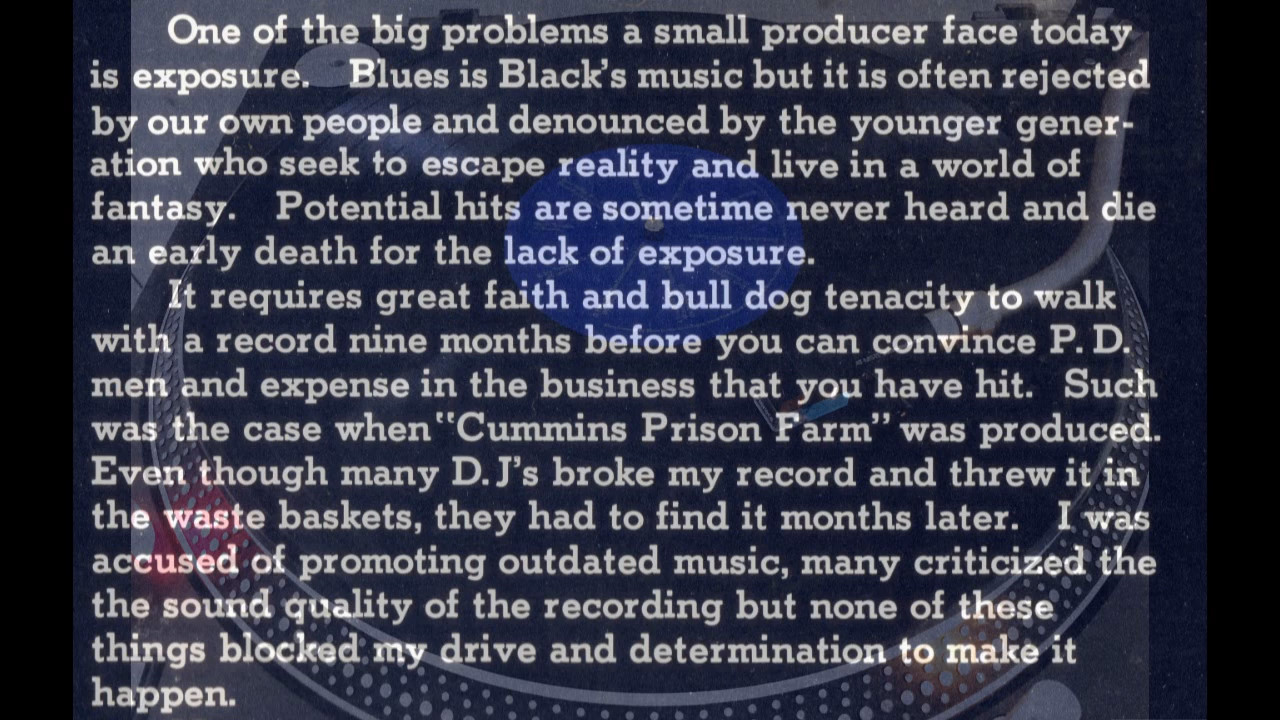 One of the big problems a small producer face today
is exposure. Blues is Black's music but it is often rejected
by our own people and denounced by the younger gener-
ation who seek to escape reality and live in a world of
fantasy. Potential hits are sometime never heard and die
an early death for the lack of exposure.
It requires great faith and bull dog tenacity to walk
with a record nine months before you can convince P. D.
men and expense in the business that you have hit. Such
was the case when "Cummins Prison Farm" was produced.
Even though many D.J's broke my record and threw it in
the waste baskets, they had to find it months later. I was
accused of promoting outdated music, many criticized the
the sound quality of the recording but none of these
things blocked my drive and determination to make it
happen.